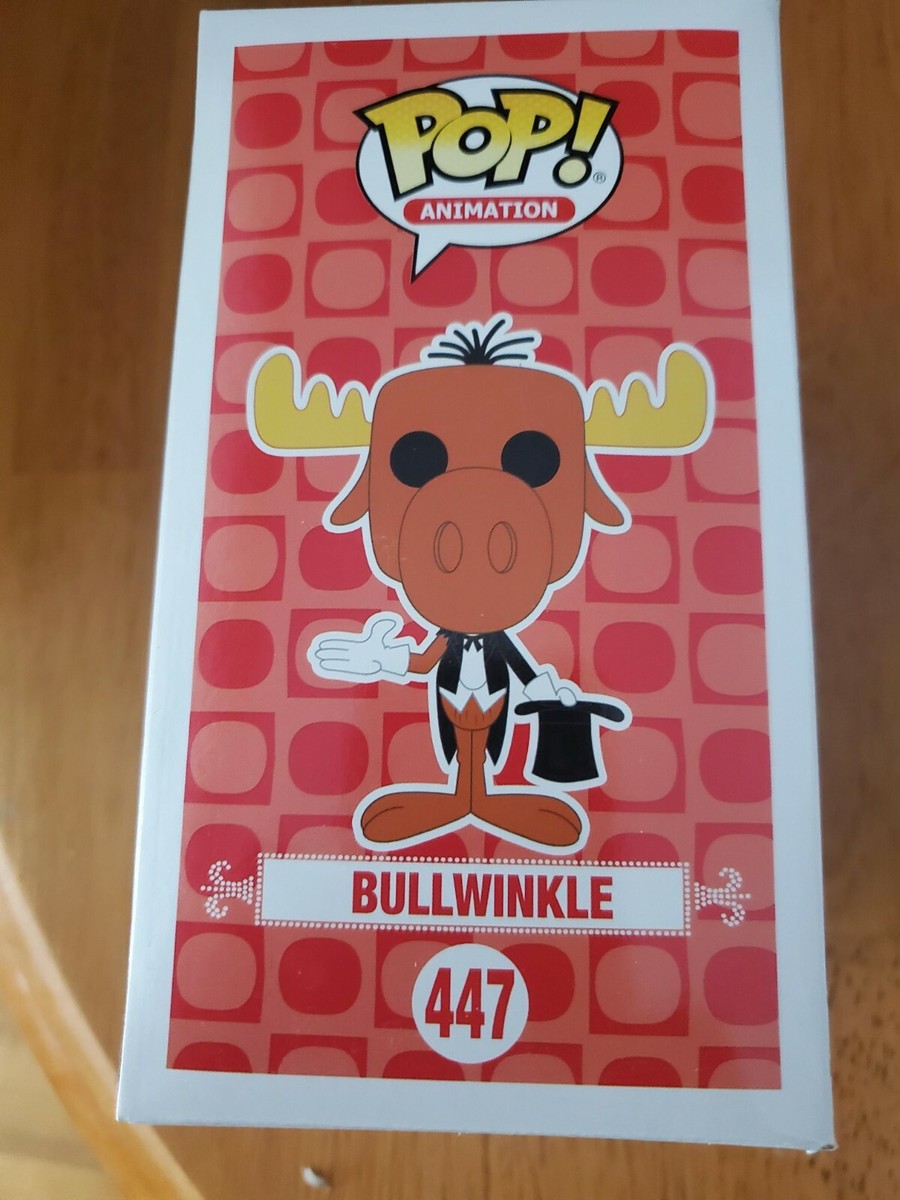 POP!
®
ANIMATION
BULLWINKLE
447